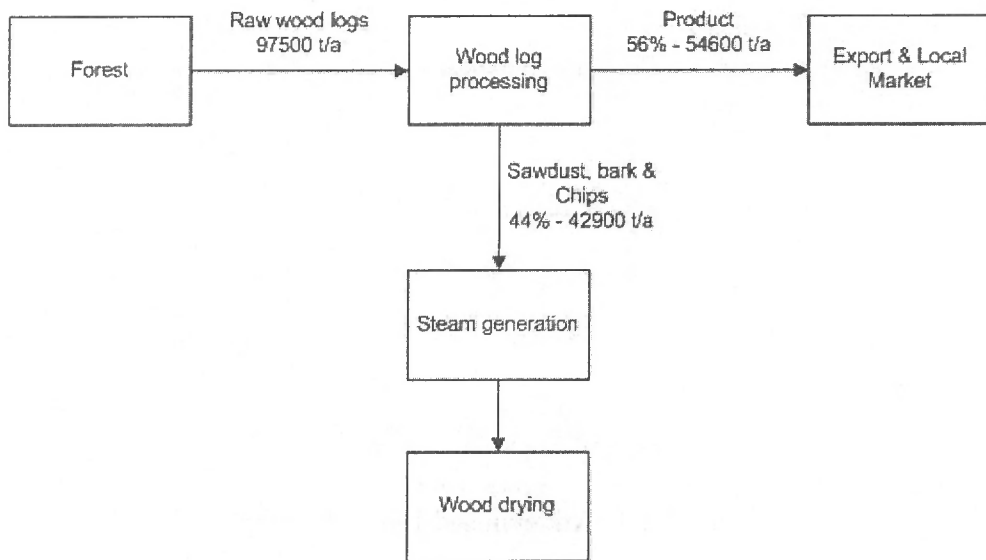 Raw wood logs
97500 t/a
Product
56% - 54600 t/a
Forest
Wood log
processing
Export & Local
Market
Sawdust, bark &
Chips
44% - 42900 t/a
Steam generation
Wood drying